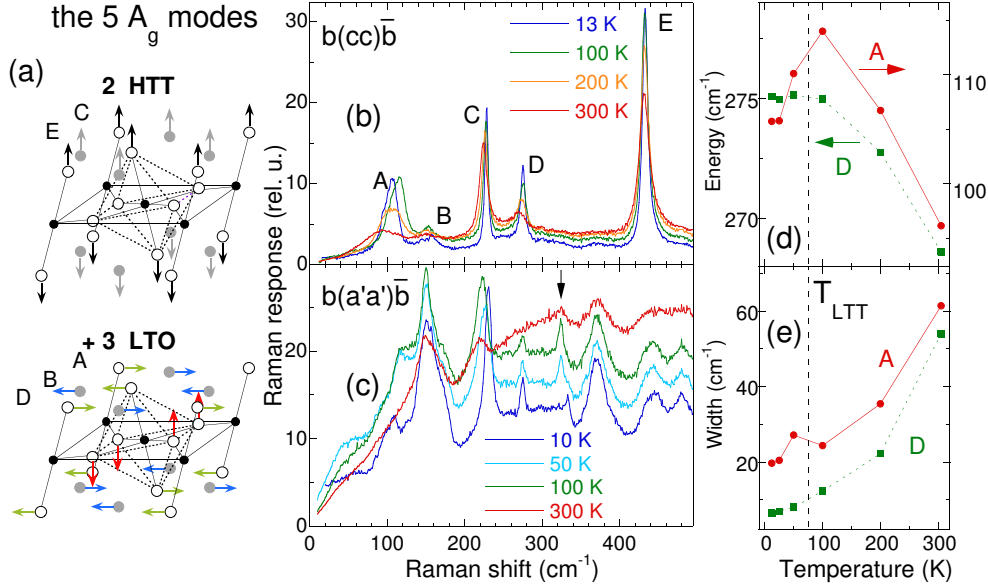 the 5 A_g modes
(a)
2 HTT
C
E
+ 3 LTO
A
B
D
Raman response (rel. u.)
30
20
10
0
b(cc)b̄
13 K
100 K
200 K
300 K
(b)
A
B
C
D
E
20
10
0
b(a'a')b̄
(c)
10 K
50 K
100 K
300 K
100
200
300
400
Raman shift (cm⁻¹)
Energy (cm⁻¹)
275
270
110
100
A
D
(d)
Width (cm⁻¹)
60
40
20
T_LTT
(e)
A
D
0
100
200
300
Temperature (K)